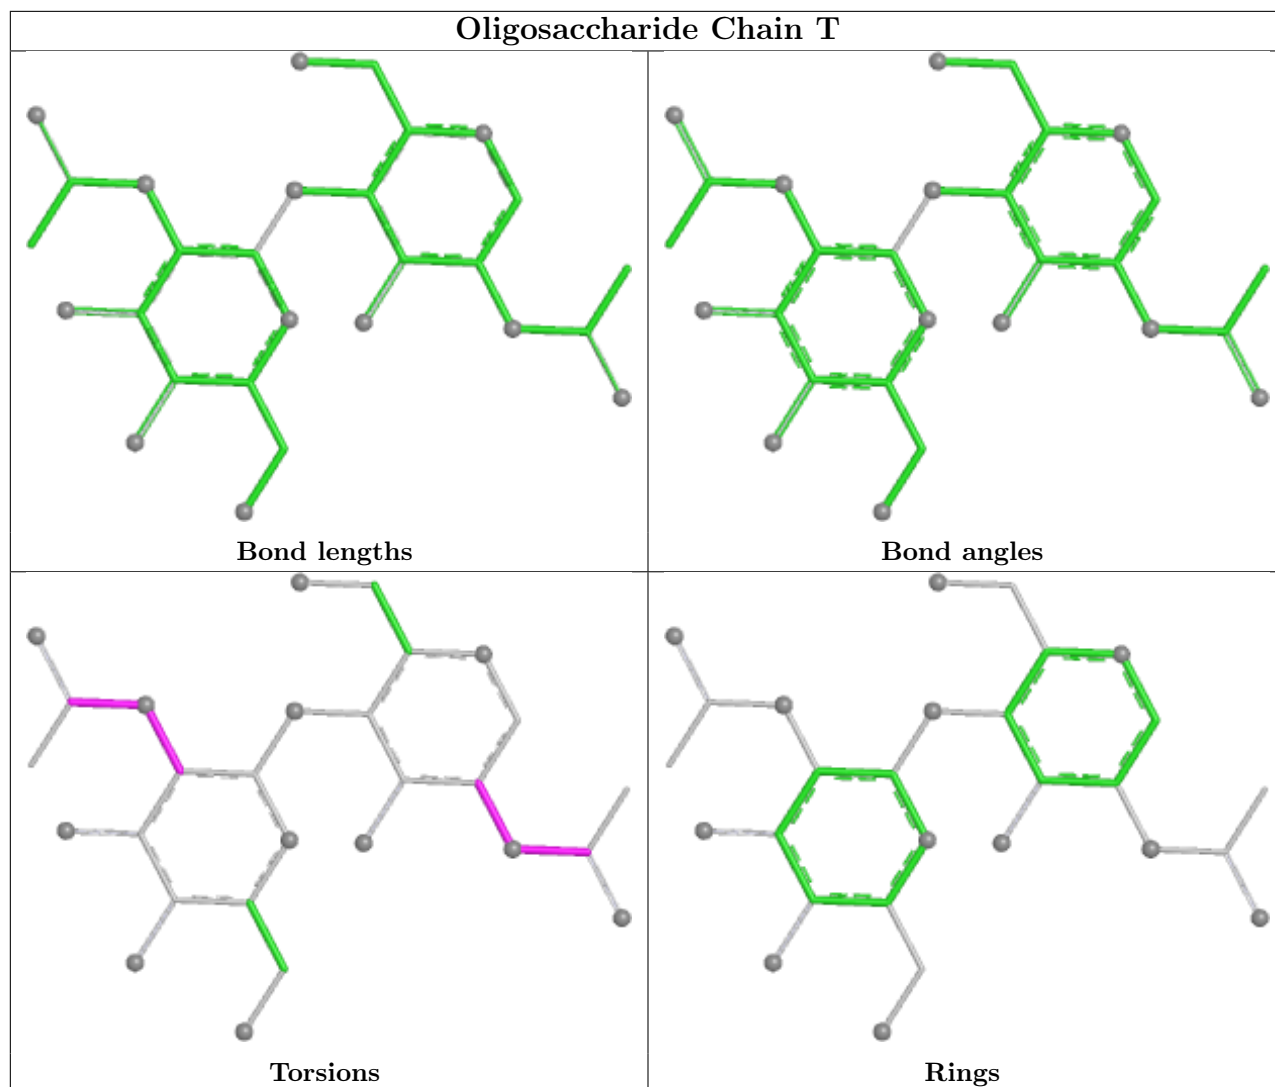 Oligosaccharide Chain T
Bond lengths
Bond angles
Torsions
Rings